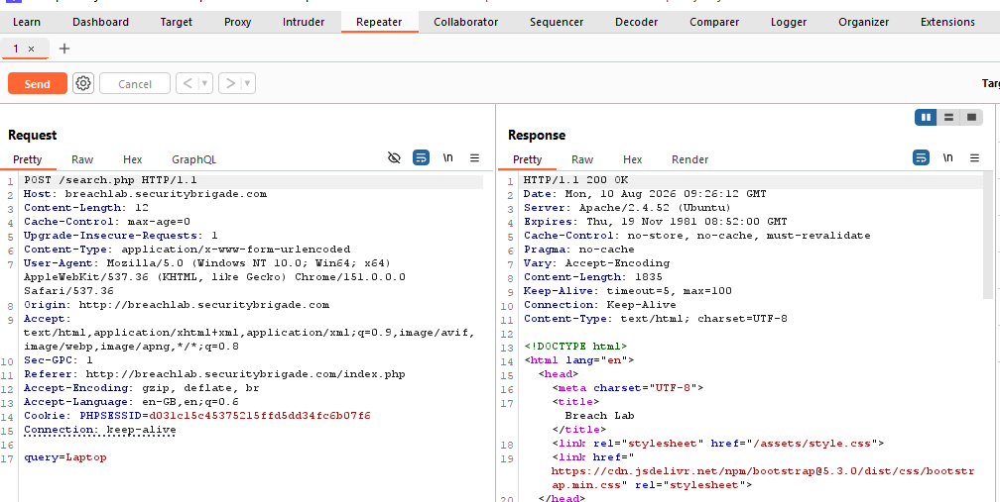 Learn Dashboard Target Proxy Intruder Repeater Collaborator Sequencer Decoder Comparer Logger Organizer Extensions
1 × +
Send Cancel < >
Request
Pretty Raw Hex GraphQL \n
1 POST /search.php HTTP/1.1
2 Host: breachlab.securitybrigade.com
3 Content-Length: 12
4 Cache-Control: max-age=0
5 Upgrade-Insecure-Requests: 1
6 Content-Type: application/x-www-form-urlencoded
7 User-Agent: Mozilla/5.0 (Windows NT 10.0; Win64; x64)
AppleWebKit/537.36 (KHTML, like Gecko) Chrome/151.0.0.0
Safari/537.36
8 Origin: http://breachlab.securitybrigade.com
9 Accept:
text/html,application/xhtml+xml,application/xml;q=0.9,image/avif,
image/webp,image/apng,*/*;q=0.8
10 Sec-GPC: 1
11 Referer: http://breachlab.securitybrigade.com/index.php
12 Accept-Encoding: gzip, deflate, br
13 Accept-Language: en-GB,en;q=0.6
14 Cookie: PHPSESSID=d031c15c45375215ffd5dd34fc6b07f6
15 Connection: keep-alive
16
17 query=Laptop
Response
Pretty Raw Hex Render \n
1 HTTP/1.1 200 OK
2 Date: Mon, 10 Aug 2026 09:26:12 GMT
3 Server: Apache/2.4.52 (Ubuntu)
4 Expires: Thu, 19 Nov 1981 08:52:00 GMT
5 Cache-Control: no-store, no-cache, must-revalidate
6 Pragma: no-cache
7 Vary: Accept-Encoding
8 Content-Length: 1835
9 Keep-Alive: timeout=5, max=100
10 Connection: Keep-Alive
11 Content-Type: text/html; charset=UTF-8
12
13 <!DOCTYPE html>
14 <html lang="en">
15 <head>
16 <meta charset="UTF-8">
17 <title>
Breach Lab
</title>
18 <link rel="stylesheet" href="/assets/style.css">
19 <link href="
https://cdn.jsdelivr.net/npm/bootstrap@5.3.0/dist/css/bootstr
ap.min.css" rel="stylesheet">
20 </head>